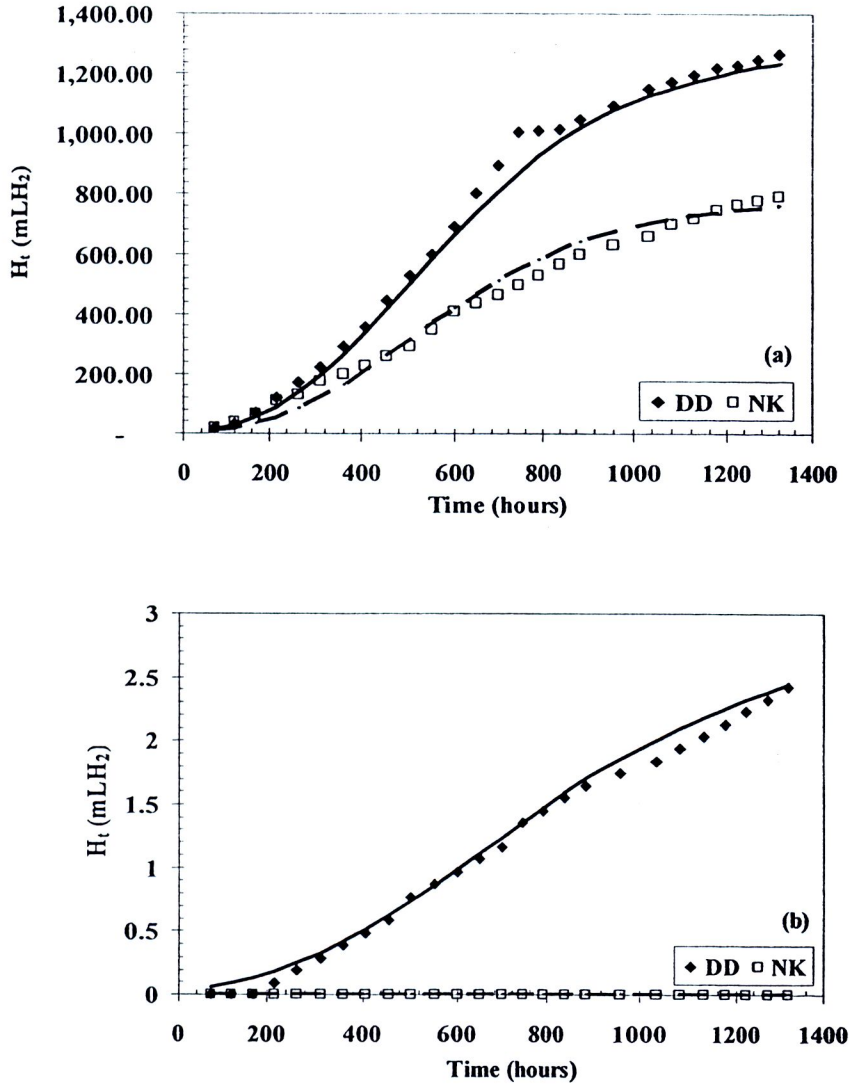 1,400.00
1,200.00
1,000.00
800.00
600.00
400.00
200.00
-
Hₜ (mLH₂)
(a)
DD NK
0 200 400 600 800 1000 1200 1400
Time (hours)
3
2.5
2
1.5
1
0.5
0
Hₜ (mLH₂)
(b)
DD NK
0 200 400 600 800 1000 1200 1400
Time (hours)